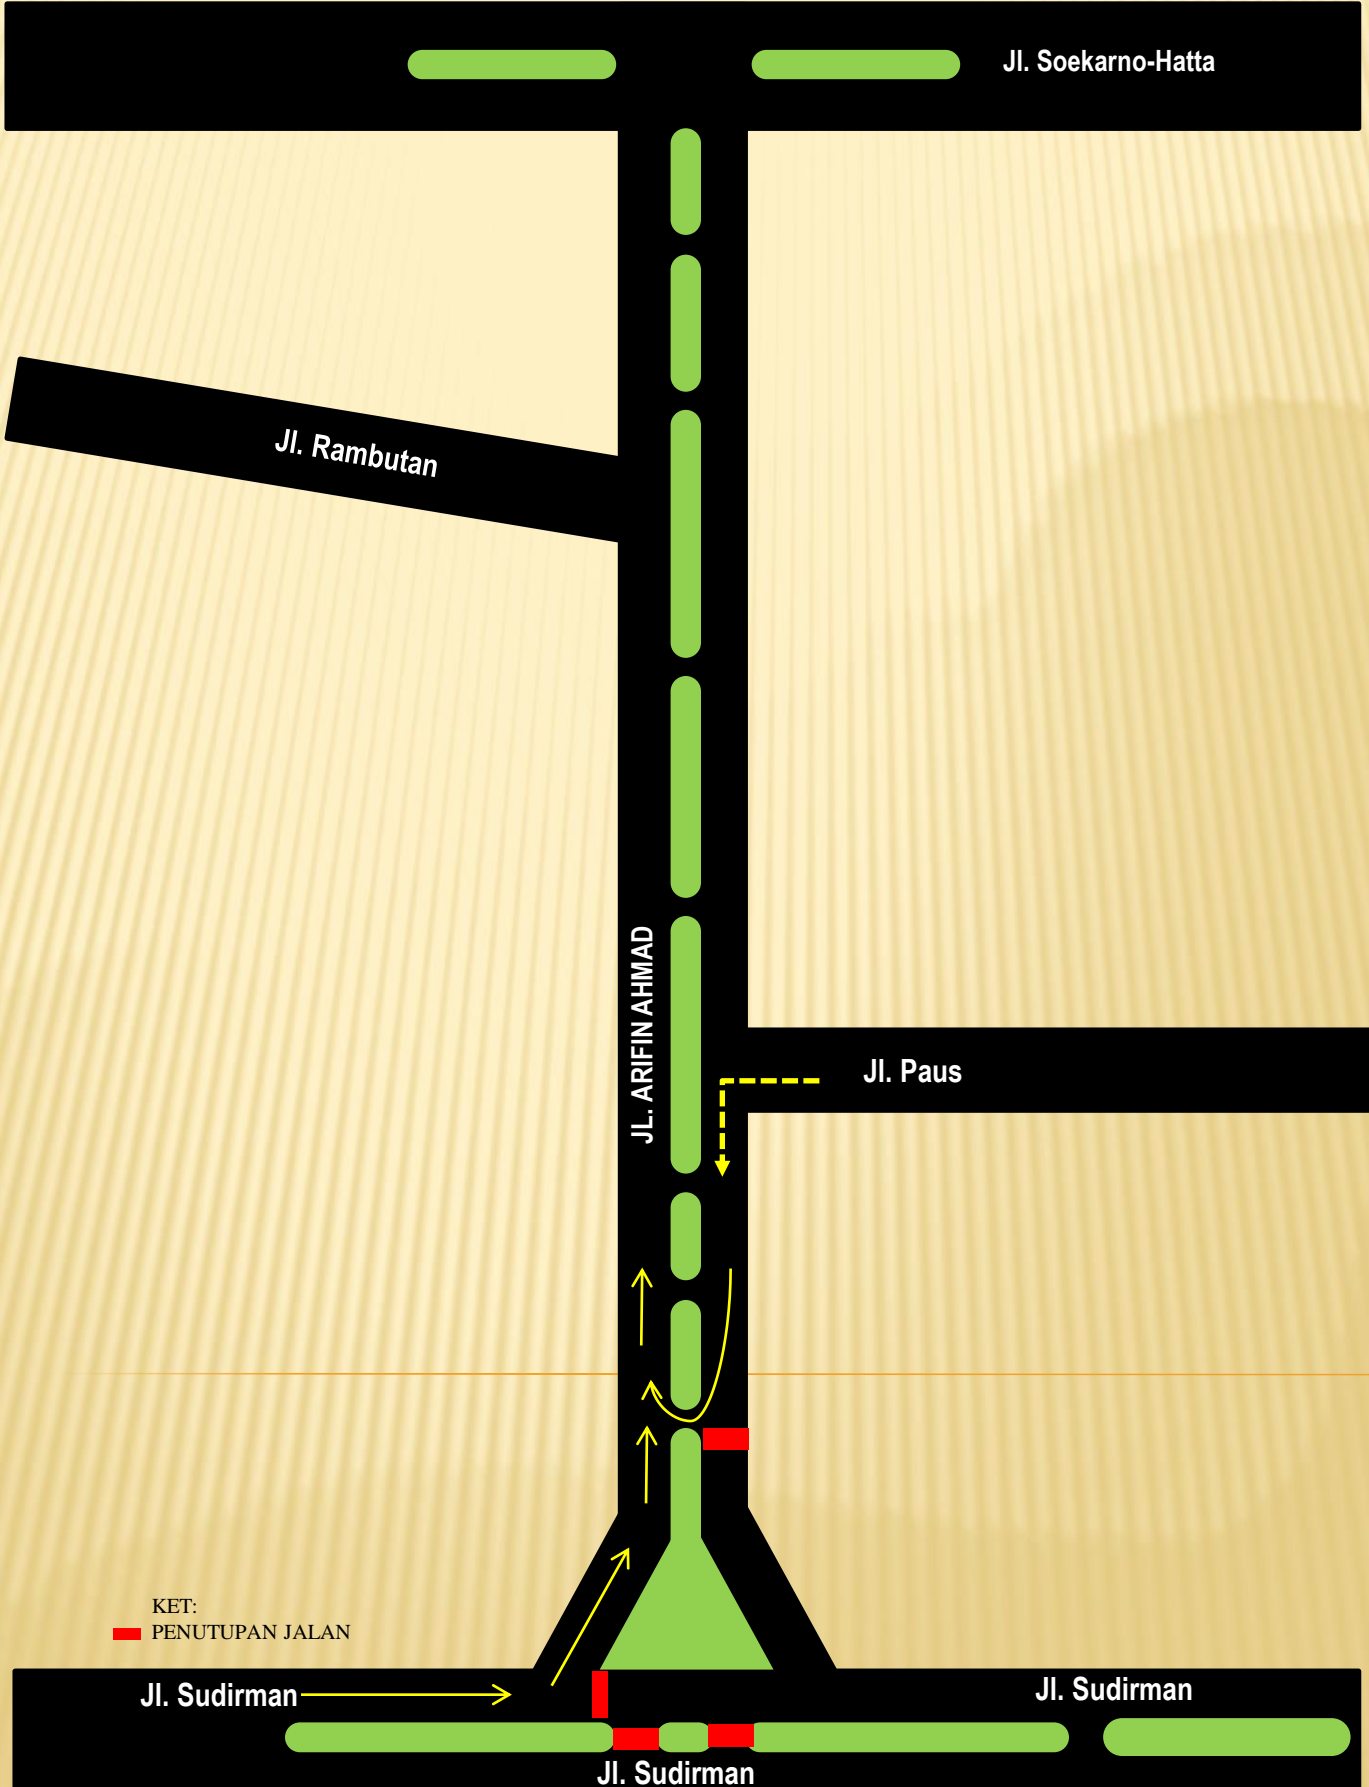 Jl. Soekarno-Hatta
Jl. Rambutan
JL. ARIFIN AHMAD
Jl. Paus
KET:
PENUTUPAN JALAN
Jl. Sudirman
Jl. Sudirman
Jl. Sudirman